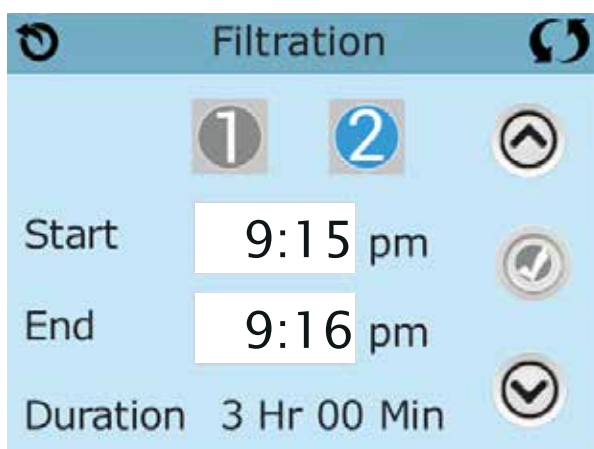 Filtration
1 2
Start 9:15 pm
End 9:16 pm
Duration 3 Hr 00 Min